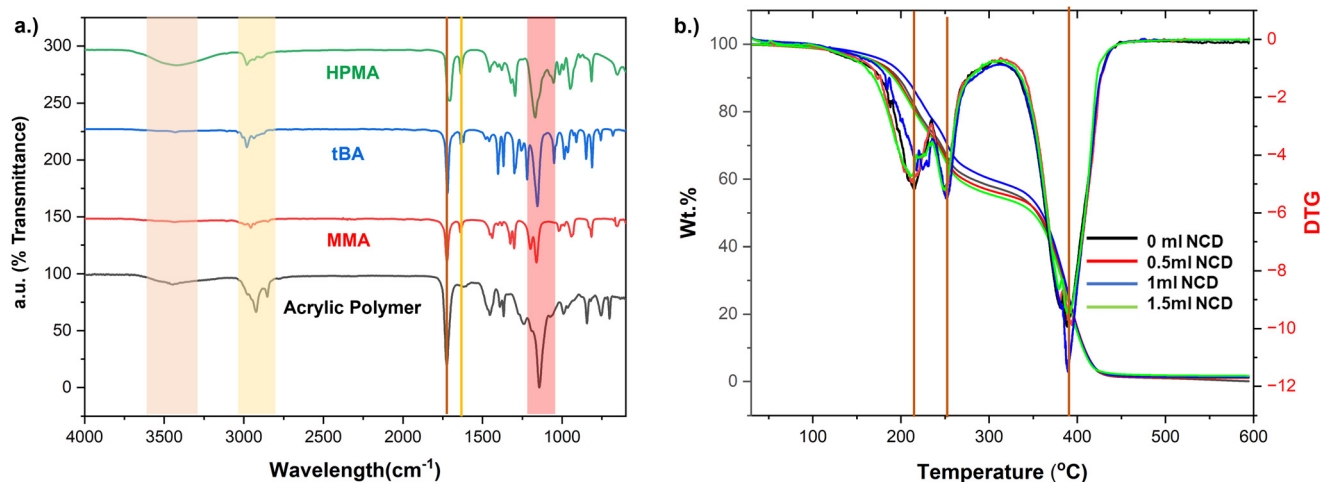 a.)
300
250
200
150
100
50
0
a.u. (% Transmittance)
HPMA
tBA
MMA
Acrylic Polymer
4000 3500 3000 2500 2000 1500 1000
Wavelength(cm-1)
b.)
100
80
60
40
20
0
Wt.%
0 ml NCD
0.5ml NCD
1ml NCD
1.5ml NCD
0
−2
−4
−6
−8
−10
−12
DTG
100 200 300 400 500 600
Temperature (oC)